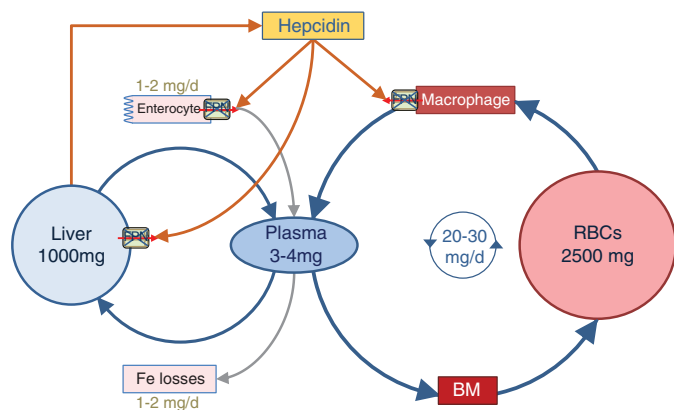 Hepcidin
1-2 mg/d
Enterocyte
FPN
FPN
Macrophage
Liver
1000mg
FPN
Plasma
3-4mg
20-30
mg/d
RBCs
2500 mg
Fe losses
1-2 mg/d
BM